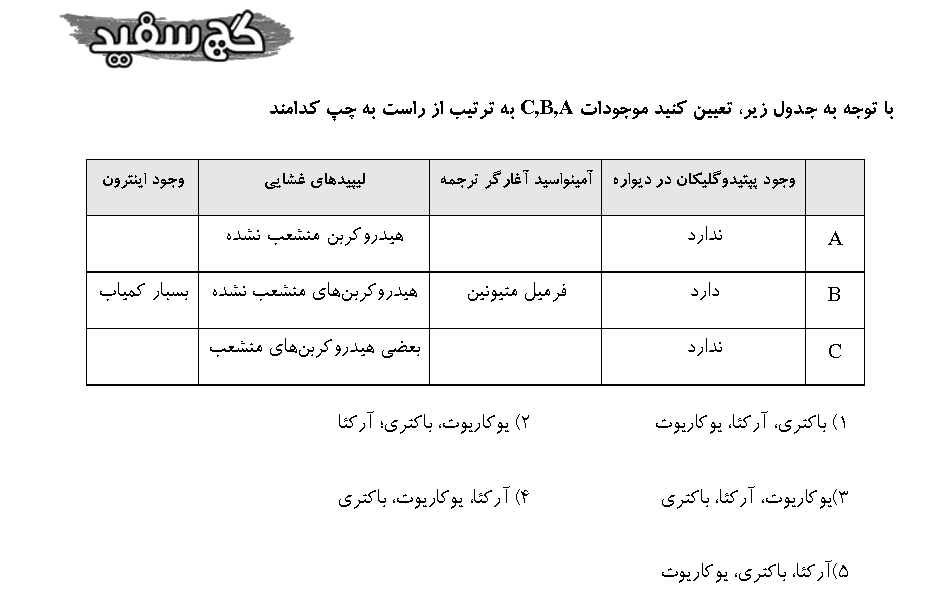 گچ سفید
با توجه به جدول زیر، تعیین کنید موجودات C,B,A به ترتیب از راست به چپ کدامند
وجود پپتیدوگلیکان در دیواره آمینواسید آغازگر ترجمه لیپیدهای غشایی وجود اینترون
A ندارد هیدروکربن منشعب نشده
B دارد فرمیل متیونین هیدروکربن‌های منشعب نشده بسیار کمیاب
C ندارد بعضی هیدروکربن‌های منشعب
۱) باکتری، آرکئا، یوکاریوت ۲) یوکاریوت، باکتری؛ آرکئا
۳)یوکاریوت، آرکئا، باکتری ۴) آرکئا، یوکاریوت، باکتری
۵)آرکئا، باکتری، یوکاریوت